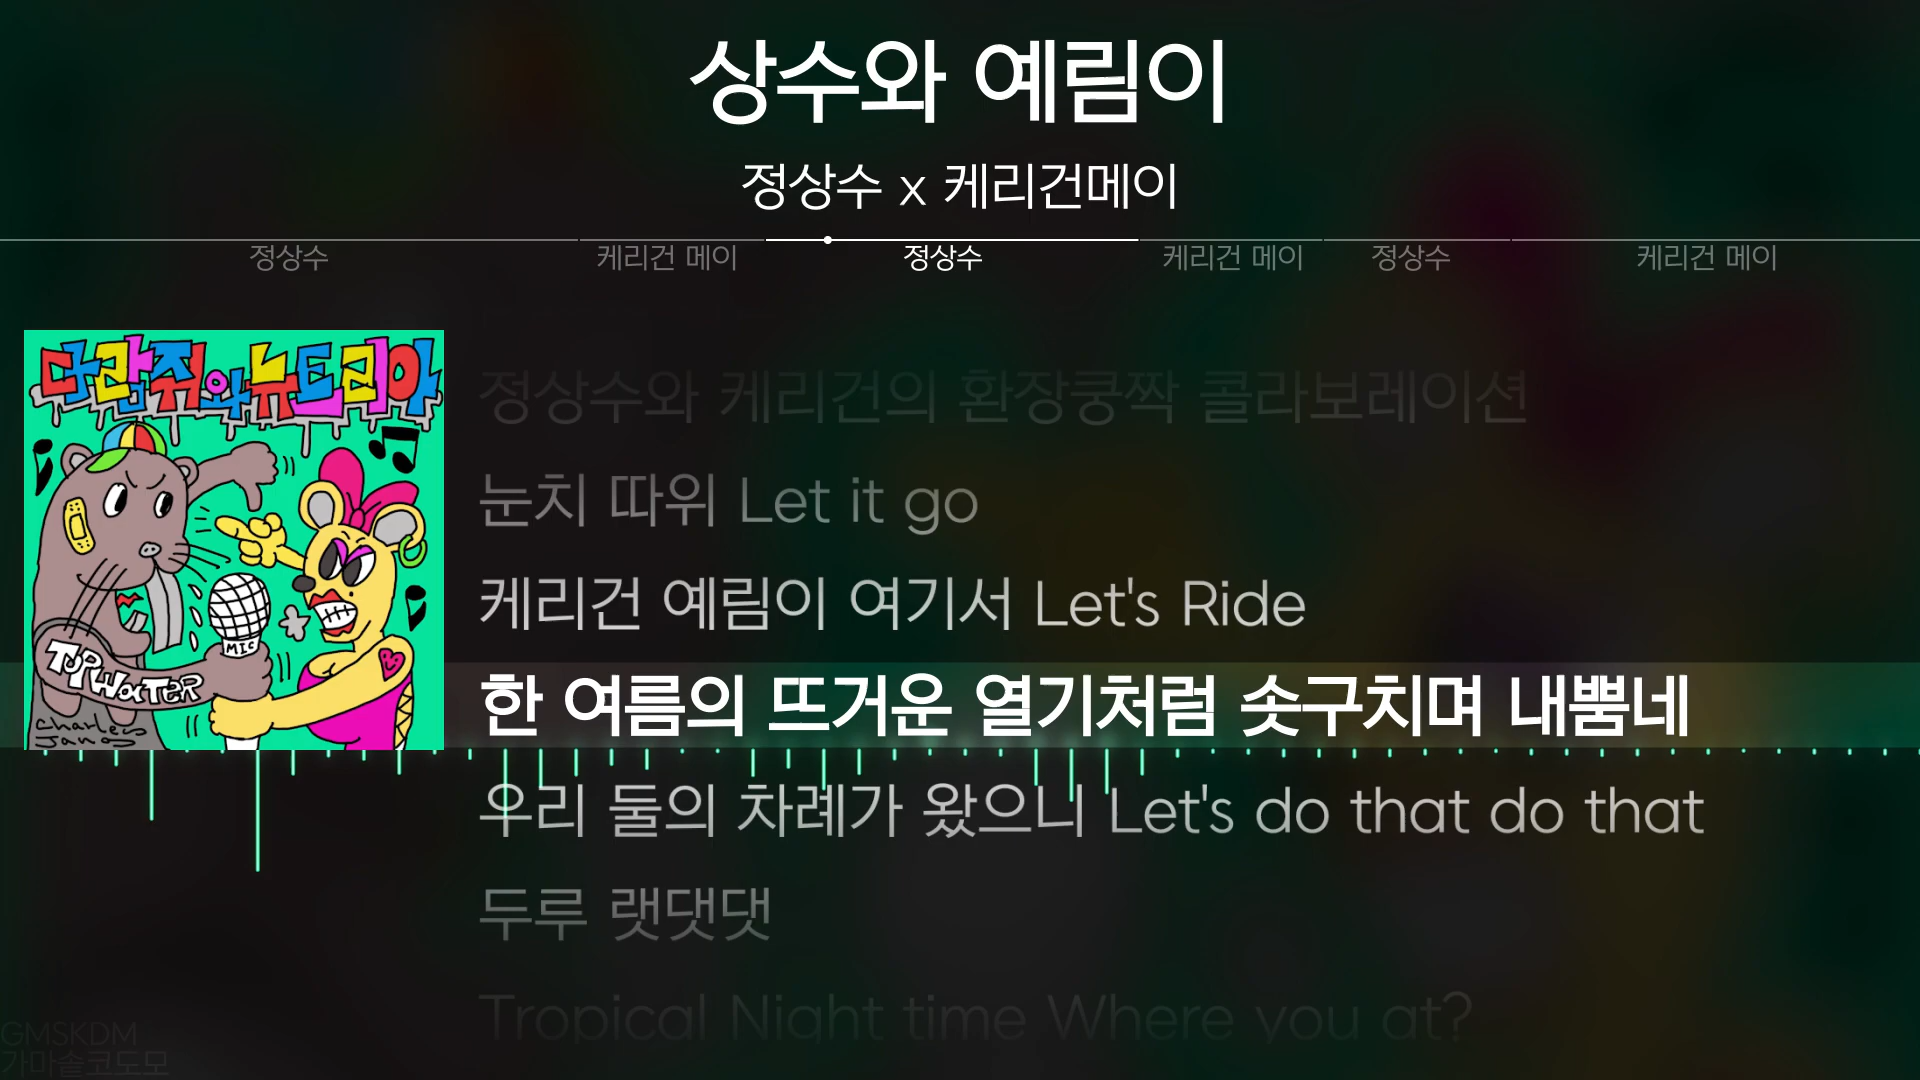 상수와 예림이
정상수 x 케리건메이
정상수 케리건 메이 정상수 케리건 메이 정상수 케리건 메이
다람쥐와뉴트리아
MIC
TOPWATER
Charles
Jang
정상수와 케리건의 환장쿵짝 콜라보레이션
눈치 따위 Let it go
케리건 예림이 여기서 Let's Ride
한 여름의 뜨거운 열기처럼 솟구치며 내뿜네
우리 둘의 차례가 왔으니 Let's do that do that
두루 랫댓댓
Tropical Night time Where you at?
GMSKDM
가마솥코도모